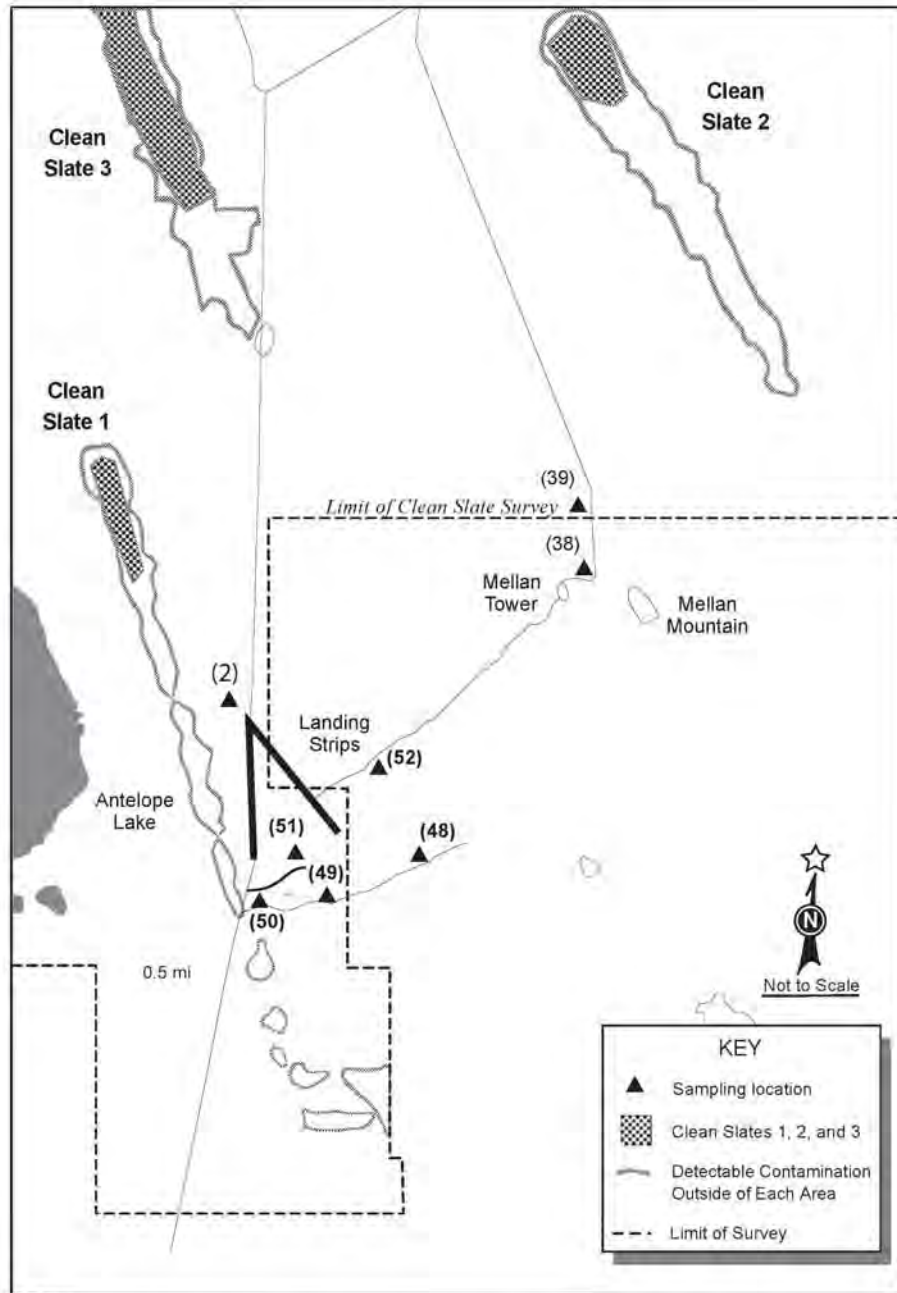 Clean
Slate 2
Clean
Slate 3
Clean
Slate 1
(39)
Limit of Clean Slate Survey
(38)
Mellan
Tower
Mellan
Mountain
(2)
Landing
Strips
(52)
Antelope
Lake
(51)
(48)
(49)
(50)
0.5 mi
N
Not to Scale
KEY
Sampling location
Clean Slates 1, 2, and 3
Detectable Contamination
Outside of Each Area
Limit of Survey